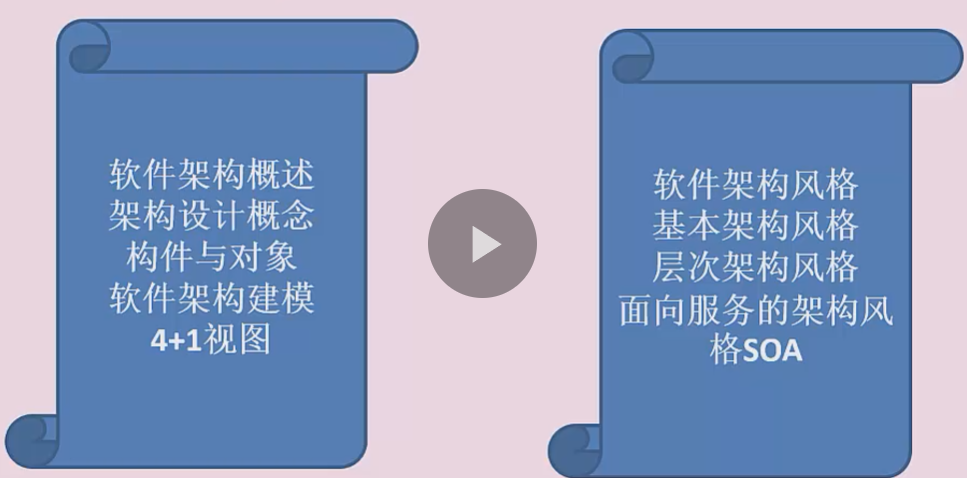 软件架构概述
架构设计概念
构件与对象
软件架构建模
4+1视图
软件架构风格
基本架构风格
层次架构风格
面向服务的架构风
格SOA